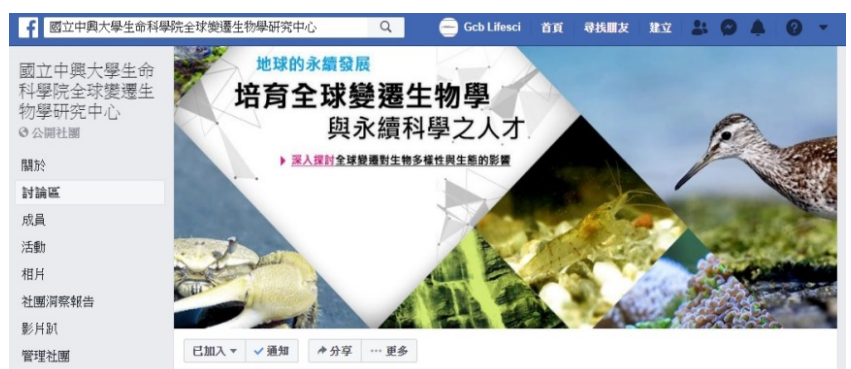 國立中興大學生命科學院全球變遷生物學研究中心
Gcb Lifesci 首頁 尋找朋友 建立
國立中興大學生命
科學院全球變遷生
物學研究中心
公開社團
關於
討論區
成員
活動
相片
社團洞察報告
影片趴
管理社團
地球的永續發展
培育全球變遷生物學
與永續科學之人才
深入探討全球變遷對生物多樣性與生態的影響
已加入 通知 分享 ... 更多